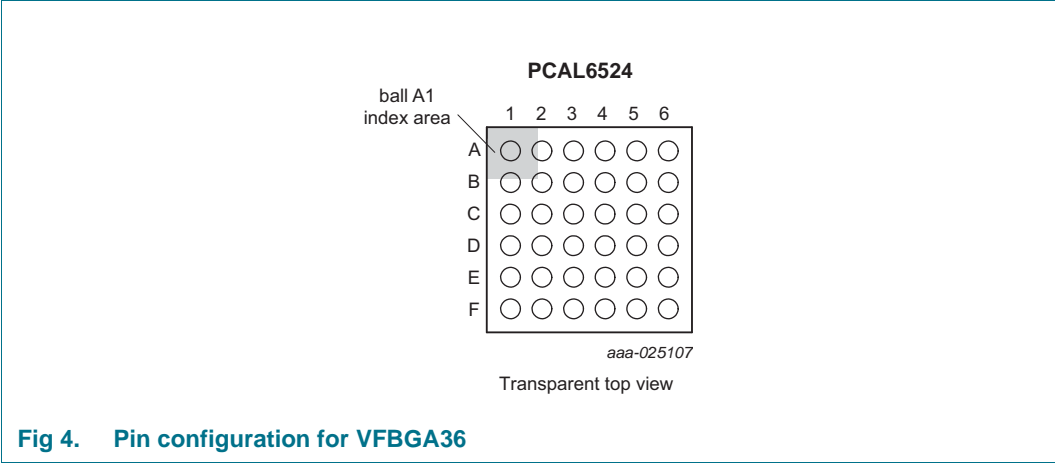 PCAL6524
ball A1
index area
1 2 3 4 5 6
A
B
C
D
E
F
aaa-025107
Transparent top view
Fig 4. Pin configuration for VFBGA36